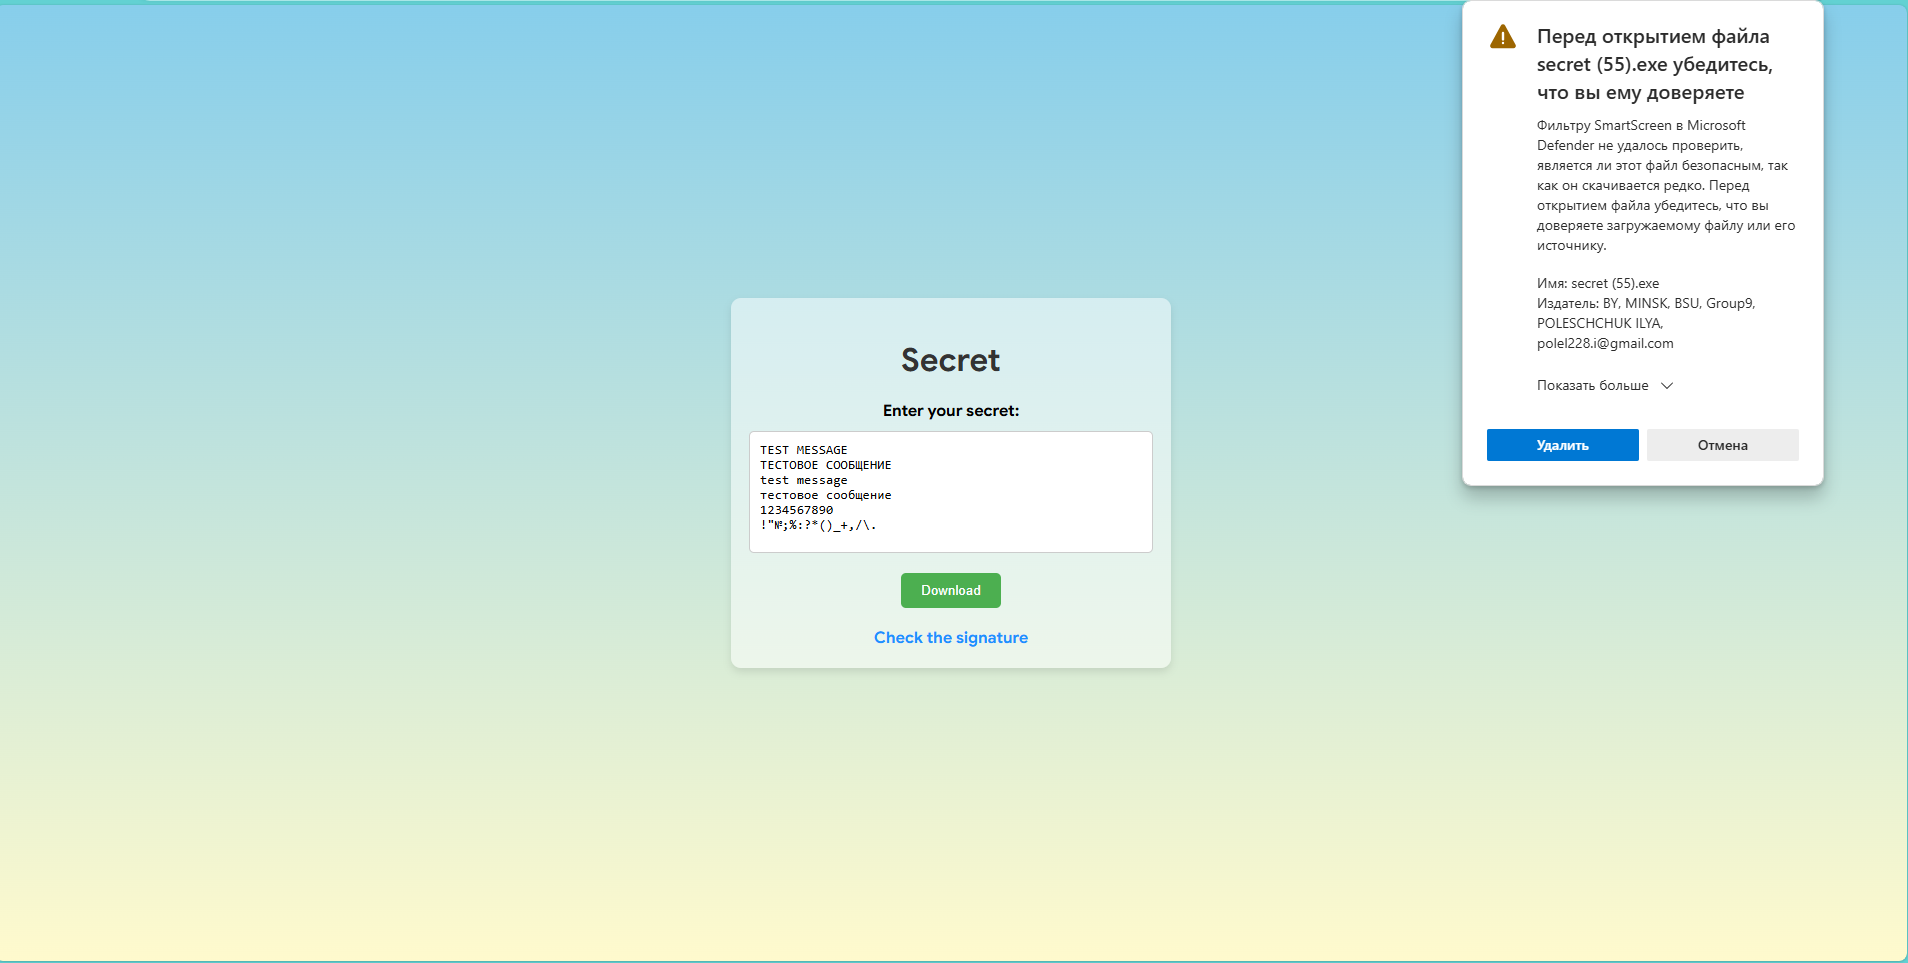 Secret
Enter your secret:
TEST MESSAGE
ТЕСТОВОЕ СООБЩЕНИЕ
test message
тестовое сообщение
1234567890
!"№;%:?*()_+,/\.
Download
Check the signature
Перед открытием файла
secret (55).exe убедитесь,
что вы ему доверяете
Фильтру SmartScreen в Microsoft
Defender не удалось проверить,
является ли этот файл безопасным, так
как он скачивается редко. Перед
открытием файла убедитесь, что вы
доверяете загружаемому файлу или его
источнику.
Имя: secret (55).exe
Издатель: BY, MINSK, BSU, Group9,
POLESCHCHUK ILYA,
polel228.i@gmail.com
Показать больше
Удалить
Отмена